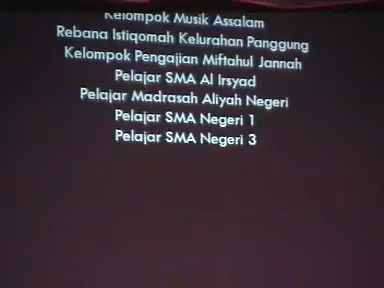 Kelompok Musik Assalam
Rebana Istiqomah Kelurahan Panggung
Kelompok Pengajian Miftahul Jannah
Pelajar SMA Al Irsyad
Pelajar Madrasah Aliyah Negeri
Pelajar SMA Negeri 1
Pelajar SMA Negeri 3